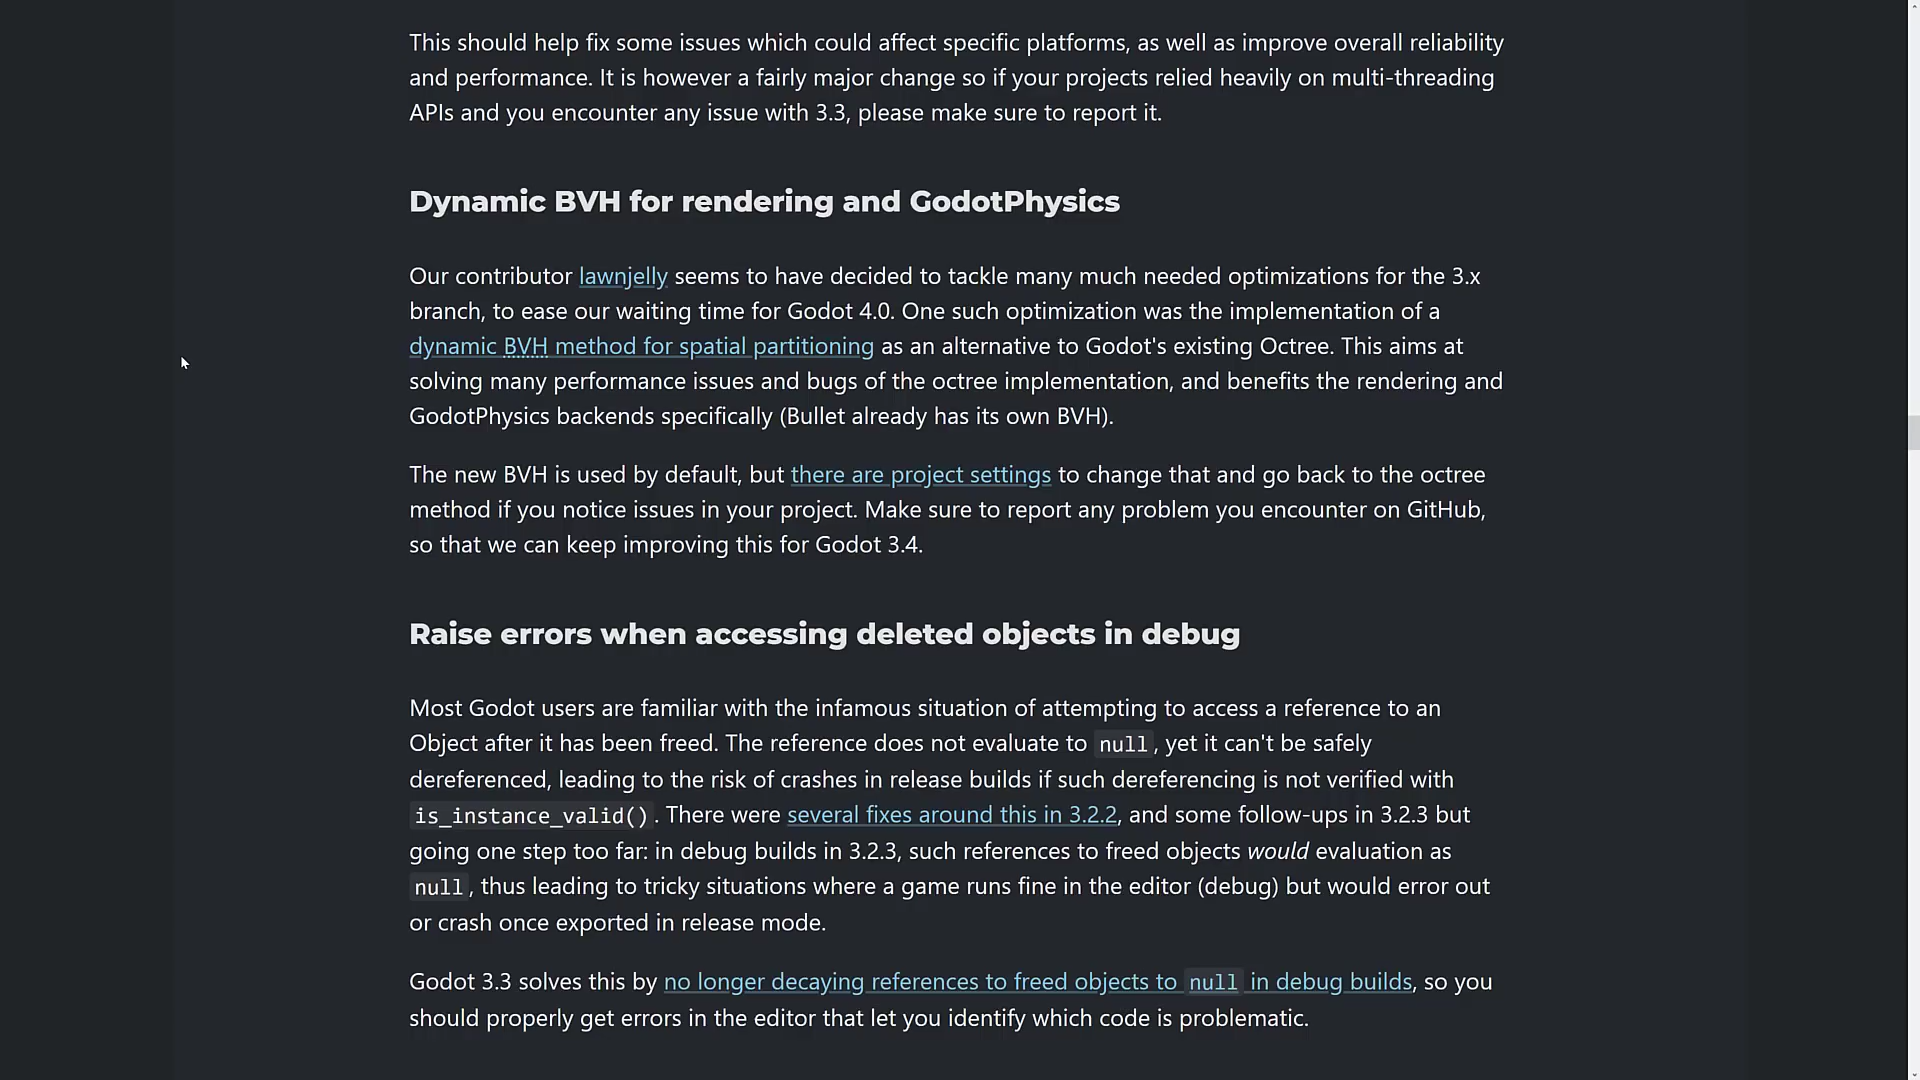 This should help fix some issues which could affect specific platforms, as well as improve overall reliability
and performance. It is however a fairly major change so if your projects relied heavily on multi-threading
APIs and you encounter any issue with 3.3, please make sure to report it.
Dynamic BVH for rendering and GodotPhysics
Our contributor lawnjelly seems to have decided to tackle many much needed optimizations for the 3.x
branch, to ease our waiting time for Godot 4.0. One such optimization was the implementation of a
dynamic BVH method for spatial partitioning as an alternative to Godot's existing Octree. This aims at
solving many performance issues and bugs of the octree implementation, and benefits the rendering and
GodotPhysics backends specifically (Bullet already has its own BVH).
The new BVH is used by default, but there are project settings to change that and go back to the octree
method if you notice issues in your project. Make sure to report any problem you encounter on GitHub,
so that we can keep improving this for Godot 3.4.
Raise errors when accessing deleted objects in debug
Most Godot users are familiar with the infamous situation of attempting to access a reference to an
Object after it has been freed. The reference does not evaluate to null, yet it can't be safely
dereferenced, leading to the risk of crashes in release builds if such dereferencing is not verified with
is_instance_valid(). There were several fixes around this in 3.2.2, and some follow-ups in 3.2.3 but
going one step too far: in debug builds in 3.2.3, such references to freed objects would evaluation as
null, thus leading to tricky situations where a game runs fine in the editor (debug) but would error out
or crash once exported in release mode.
Godot 3.3 solves this by no longer decaying references to freed objects to null in debug builds, so you
should properly get errors in the editor that let you identify which code is problematic.